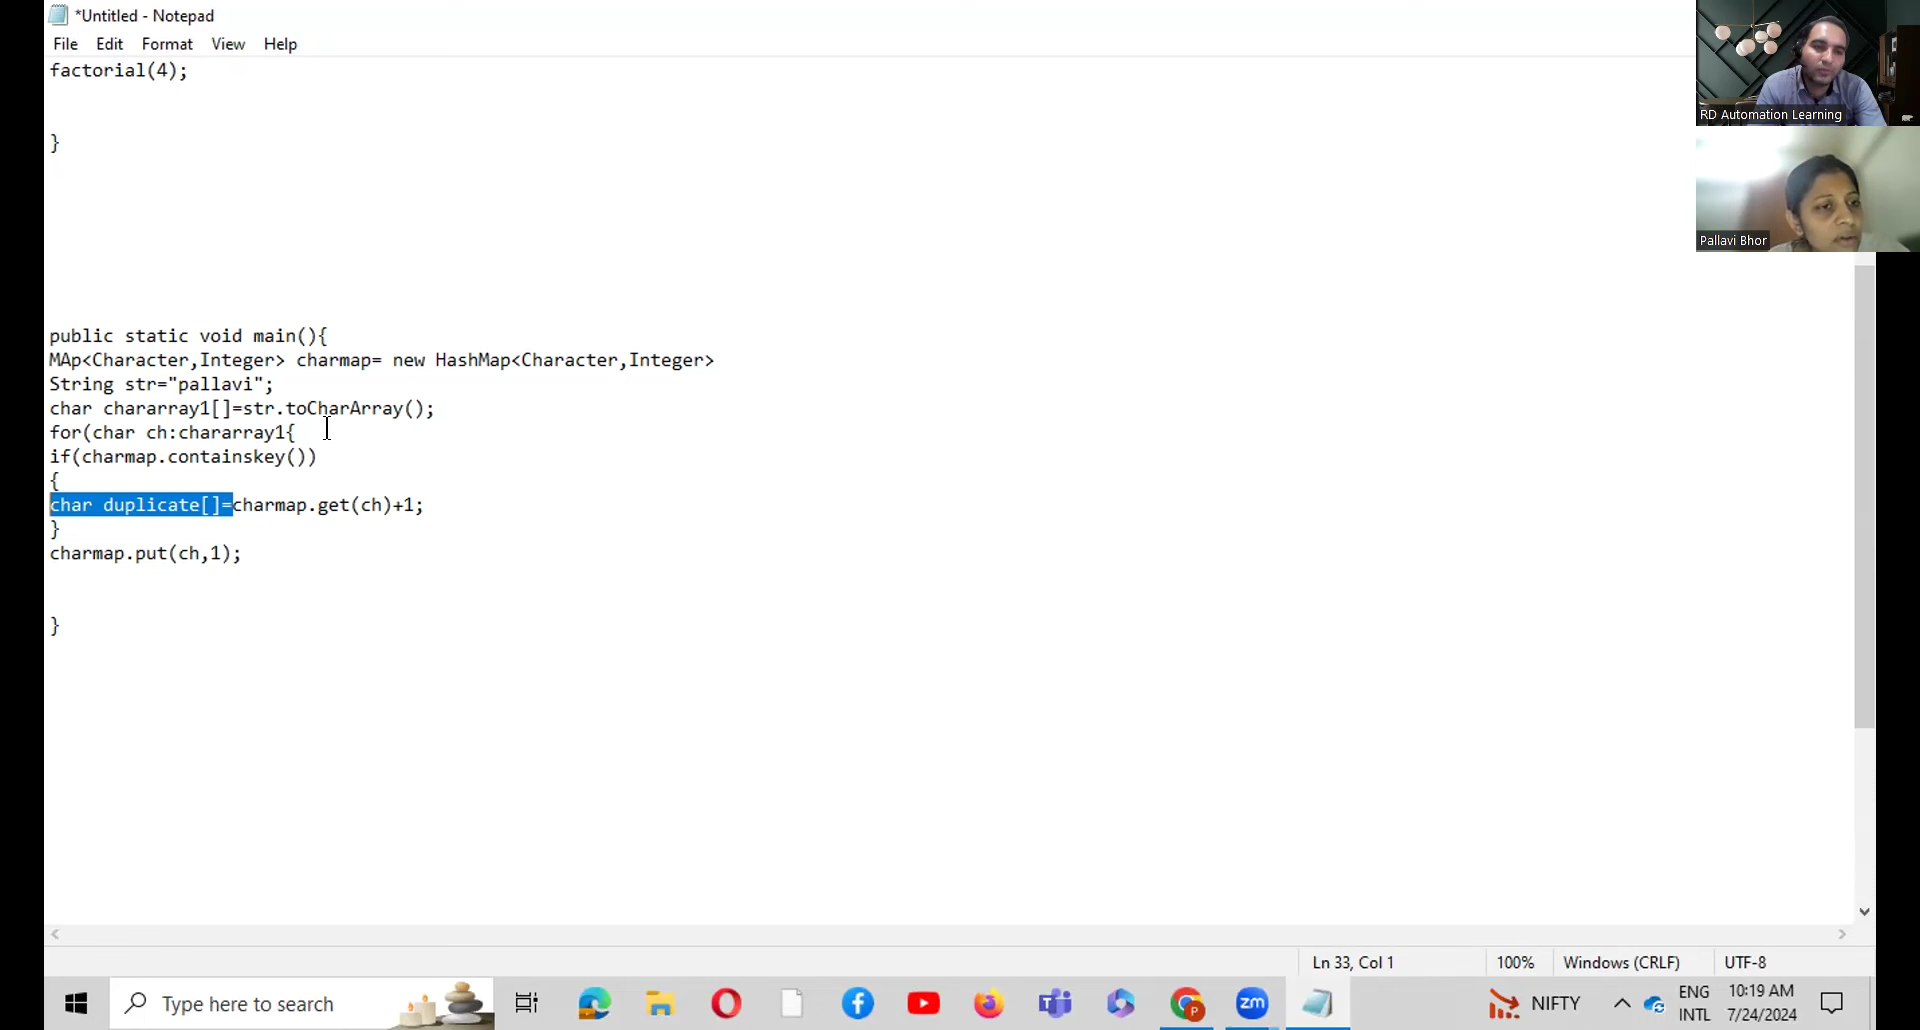 *Untitled - Notepad
File Edit Format View Help
factorial(4);
}
public static void main(){
MAp<Character,Integer> charmap= new HashMap<Character,Integer>
String str="pallavi";
char chararray1[]=str.toCharArray();
for(char ch:chararray1{
if(charmap.containskey())
{
char duplicate[]=charmap.get(ch)+1;
}
charmap.put(ch,1);
}
RD Automation Learning
Pallavi Bhor
Ln 33, Col 1
100%
Windows (CRLF)
UTF-8
Type here to search
zm
NIFTY
ENG
INTL
10:19 AM
7/24/2024